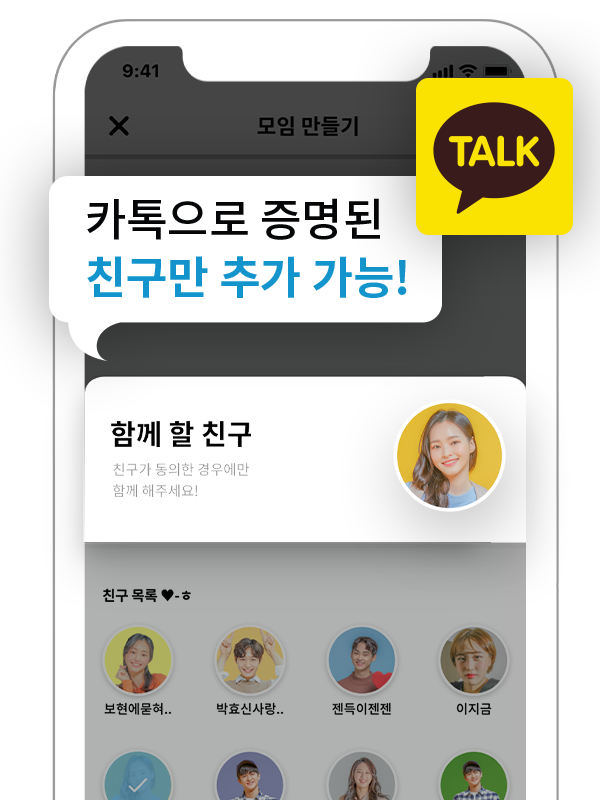 9:41
모임 만들기
TALK
카톡으로 증명된
친구만 추가 가능!
함께 할 친구
친구가 동의한 경우에만
함께 해주세요!
친구 목록 ♥-ㅎ
보현에묻혀..
박효신사랑..
젠득이젠젠
이지금